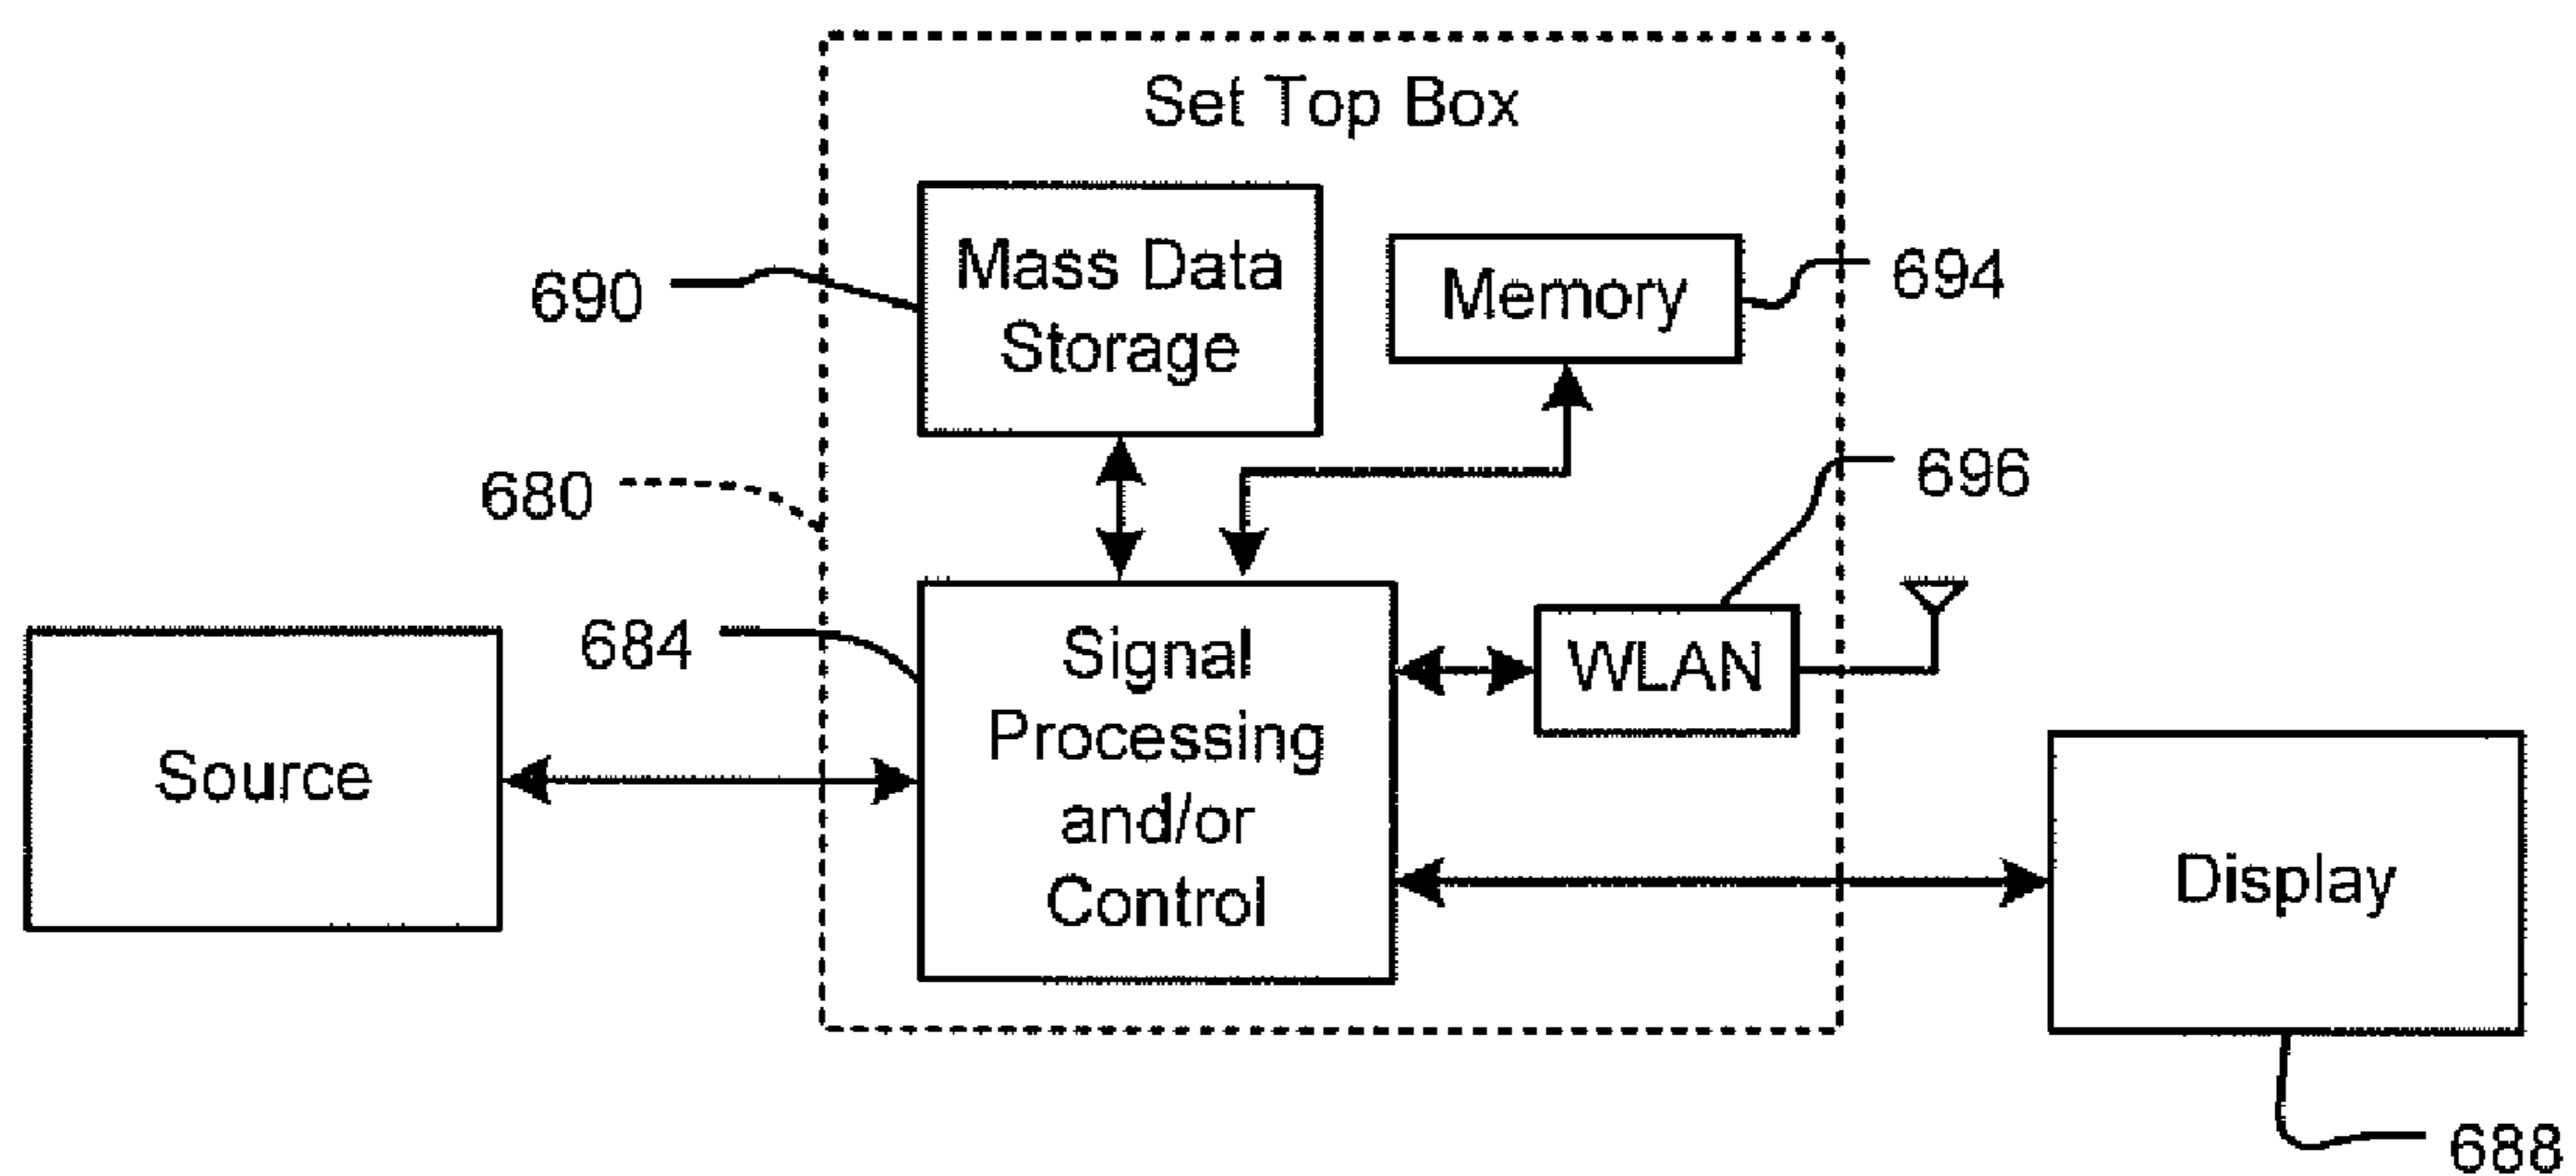 Set Top Box
Mass Data
Storage
Memory
690
694
680
696
684
Signal
Processing
and/or
Control
WLAN
Source
Display
688